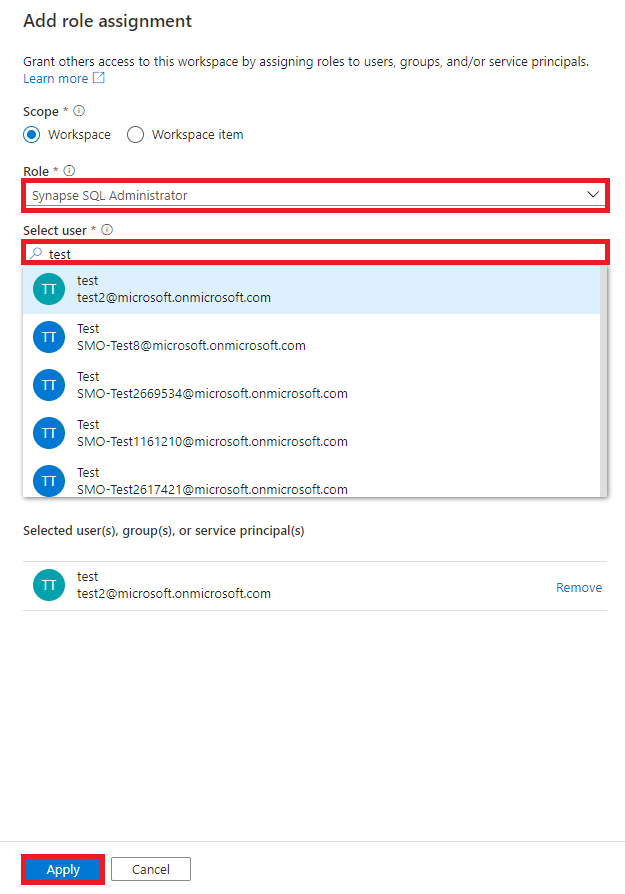 Add role assignment
Grant others access to this workspace by assigning roles to users, groups, and/or service principals.
Learn more
Scope *
Workspace Workspace item
Role *
Synapse SQL Administrator
Select user *
test
TT test
test2@microsoft.onmicrosoft.com
TT Test
SMO-Test8@microsoft.onmicrosoft.com
TT Test
SMO-Test2669534@microsoft.onmicrosoft.com
TT Test
SMO-Test1161210@microsoft.onmicrosoft.com
TT Test
SMO-Test2617421@microsoft.onmicrosoft.com
Selected user(s), group(s), or service principal(s)
TT test
test2@microsoft.onmicrosoft.com
Remove
Apply Cancel